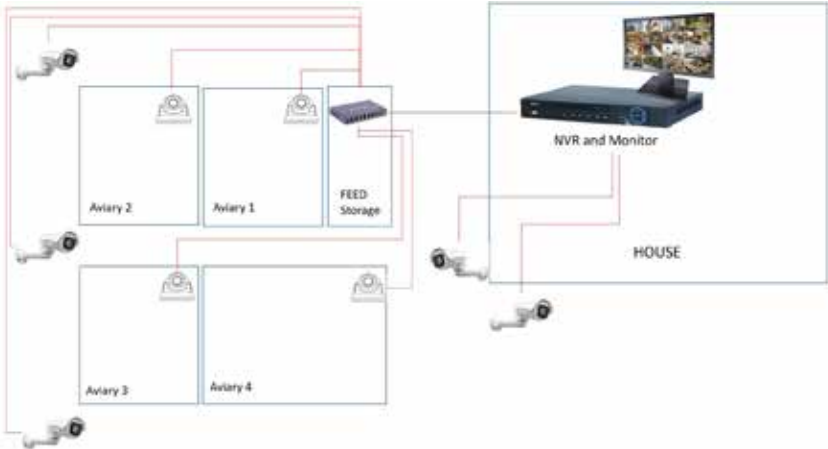 NVR and Monitor
Aviary 2
Aviary 1
FEED
Storage
HOUSE
Aviary 3
Aviary 4